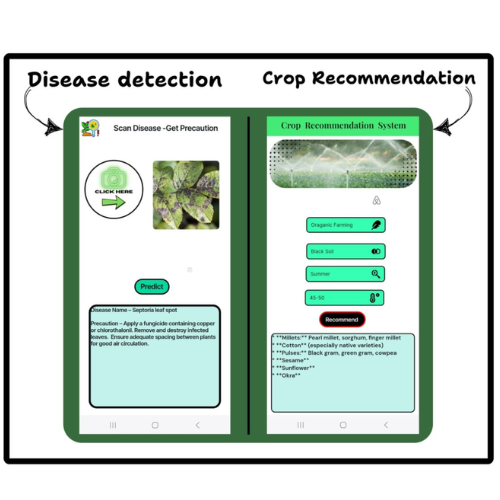 Disease detection
Crop Recommendation
Scan Disease -Get Precaution
CLICK HERE
Predict
Disease Name - Septoria leaf spot
Precaution - Apply a fungicide containing copper
or chlorothalonil. Remove and destroy infected
leaves. Ensure adequate spacing between plants
for good air circulation.
Crop Recommendation System
Oraganic Farming
Black Soil
Summer
45-50
Recommend
* **Millets:** Pearl millet, sorghum, finger millet
* **Cotton** (especially native varieties)
* **Pulses:** Black gram, green gram, cowpea
* **Sesame**
* **Sunflower**
* **Okra**